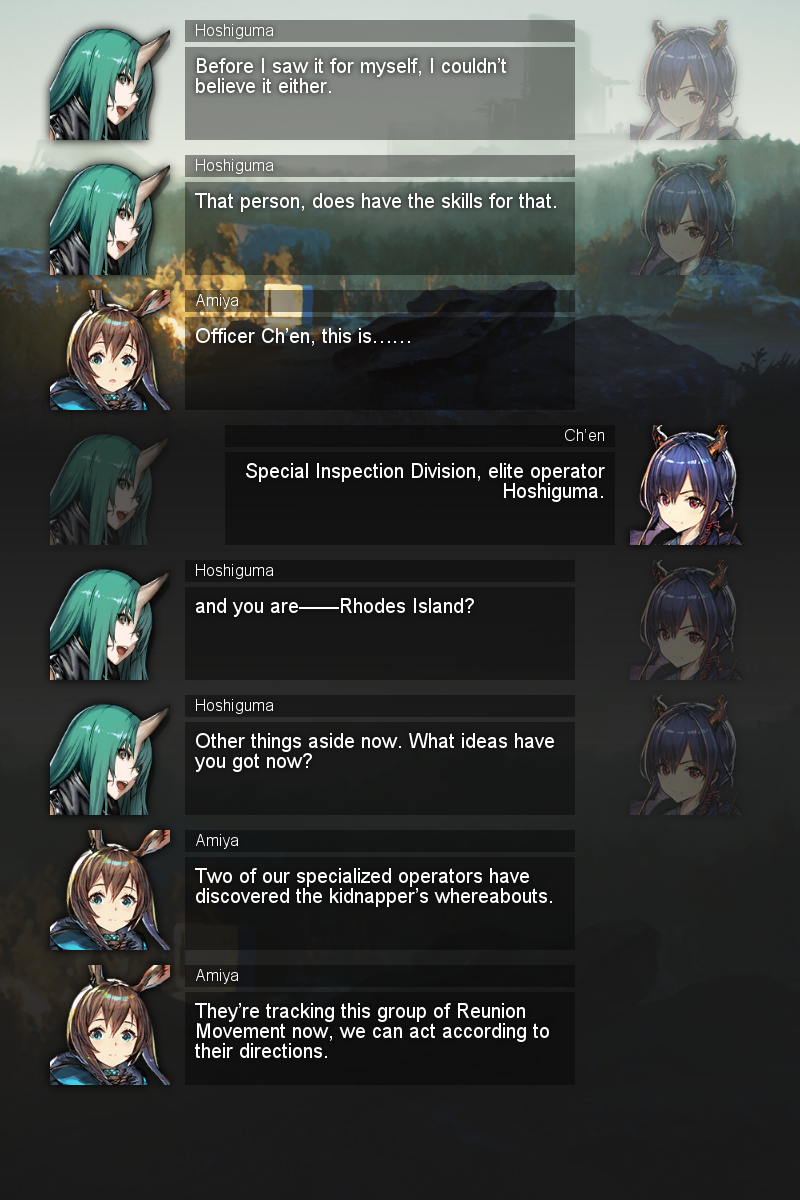 Hoshiguma
Before I saw it for myself, I couldn't
believe it either.
Hoshiguma
That person, does have the skills for that.
Amiya
Officer Ch'en, this is……
Ch'en
Special Inspection Division, elite operator
Hoshiguma.
Hoshiguma
and you are——Rhodes Island?
Hoshiguma
Other things aside now. What ideas have
you got now?
Amiya
Two of our specialized operators have
discovered the kidnapper's whereabouts.
Amiya
They're tracking this group of Reunion
Movement now, we can act according to
their directions.